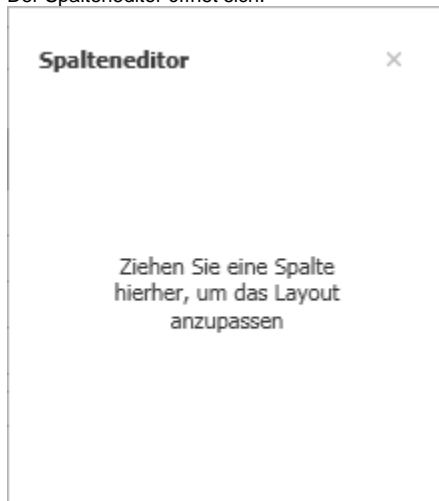 Der Spalteneditor öffnet sich.
Spalteneditor
Ziehen Sie eine Spalte
hierher, um das Layout
anzupassen